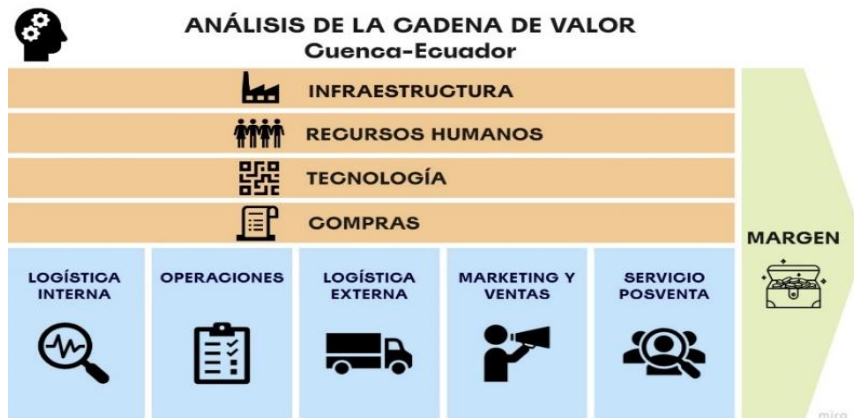 ANÁLISIS DE LA CADENA DE VALOR
Cuenca-Ecuador
INFRAESTRUCTURA
RECURSOS HUMANOS
TECNOLOGÍA
COMPRAS
MARGEN
LOGÍSTICA
INTERNA
OPERACIONES
LOGÍSTICA
EXTERNA
MARKETING Y
VENTAS
SERVICIO
POSVENTA
miro